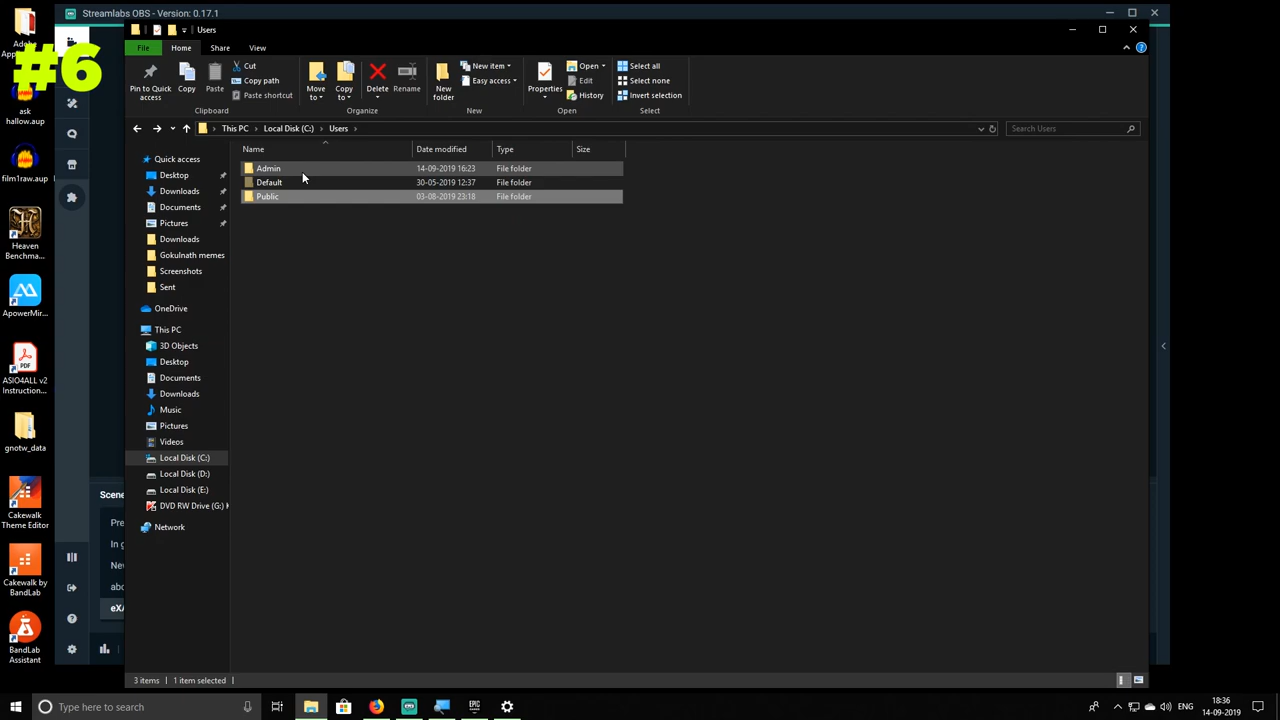 Streamlabs OBS - Version: 0.17.1
Users
File
Home
Share
View
#6
Pin to Quick access
Copy
Paste
Cut
Copy path
Paste shortcut
Clipboard
Move to
Copy to
Delete
Rename
Organize
New folder
New item
Easy access
New
Properties
Open
Edit
History
Open
Select all
Select none
Invert selection
Select
This PC
Local Disk (C:)
Users
Search Users
Name
Date modified
Type
Size
Admin
14-09-2019 16:23
File folder
Default
30-05-2019 12:37
File folder
Public
03-08-2019 23:18
File folder
Quick access
Desktop
Downloads
Documents
Pictures
Downloads
Gokulnath memes
Screenshots
Sent
OneDrive
This PC
3D Objects
Desktop
Documents
Downloads
Music
Pictures
Videos
Local Disk (C:)
Local Disk (D:)
Local Disk (E:)
DVD RW Drive (G:) K
Network
3 items
1 item selected
ask
hallow.aup
film1raw.aup
Heaven
Benchma...
ApowerMir...
PDF
ASIO4ALL v2
Instruction...
gnotw_data
Cakewalk
Theme Editor
Cakewalk by
BandLab
BandLab
Assistant
Scene
Pre
In g
Nev
abo
eXA
Type here to search
EPIC
ENG
18:36
14-09-2019